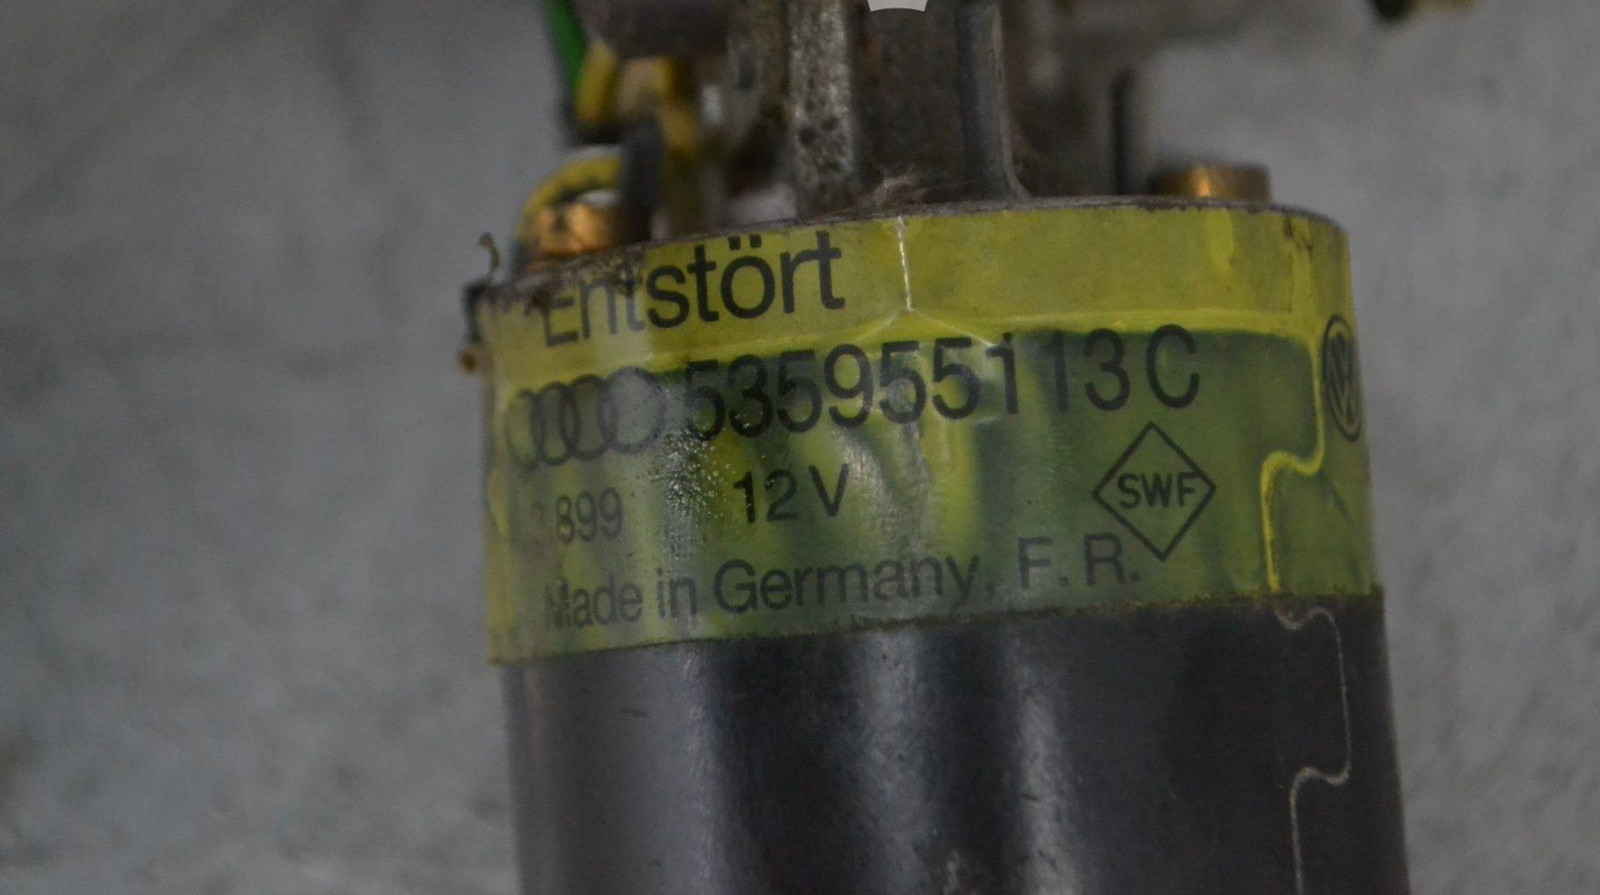 Entstört
535955113C
899 12V
SWF
Made in Germany, F. R.